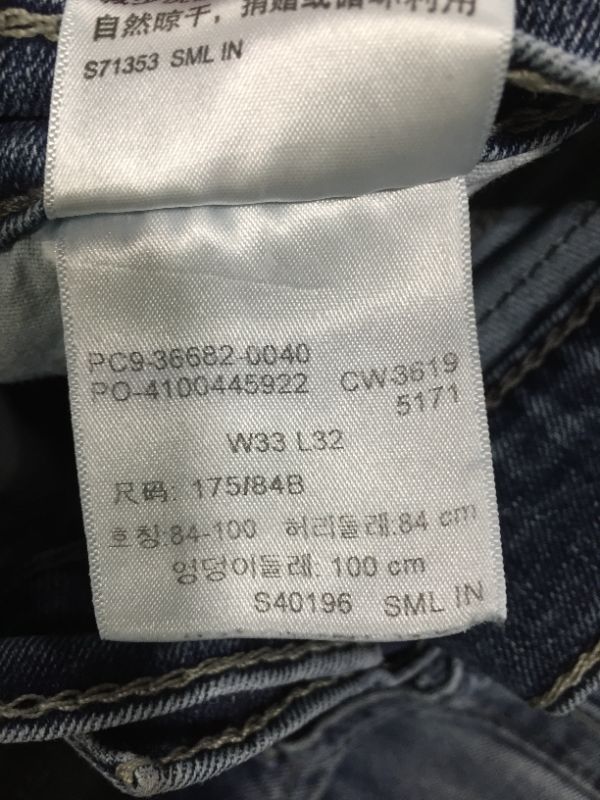 自然晾干，捐赠或循环利用
S71353 SML IN
PC9-36682-0040
PO-4100445922 CW-3619
5171
W33 L32
尺码: 175/84B
호칭:84-100 허리둘레:84 cm
엉덩이둘레: 100 cm
S40196 SML IN